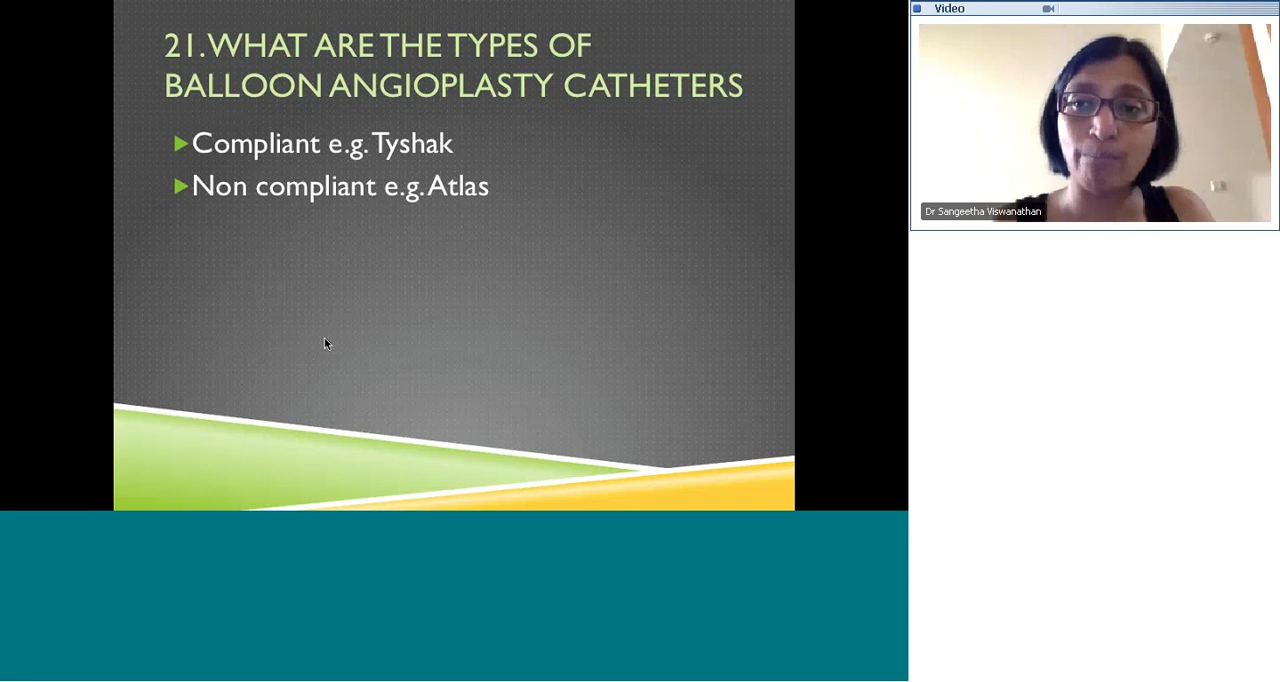 21. WHAT ARE THE TYPES OF
BALLOON ANGIOPLASTY CATHETERS
Compliant e.g. Tyshak
Non compliant e.g. Atlas
Video
Dr Sangeetha Viswanathan